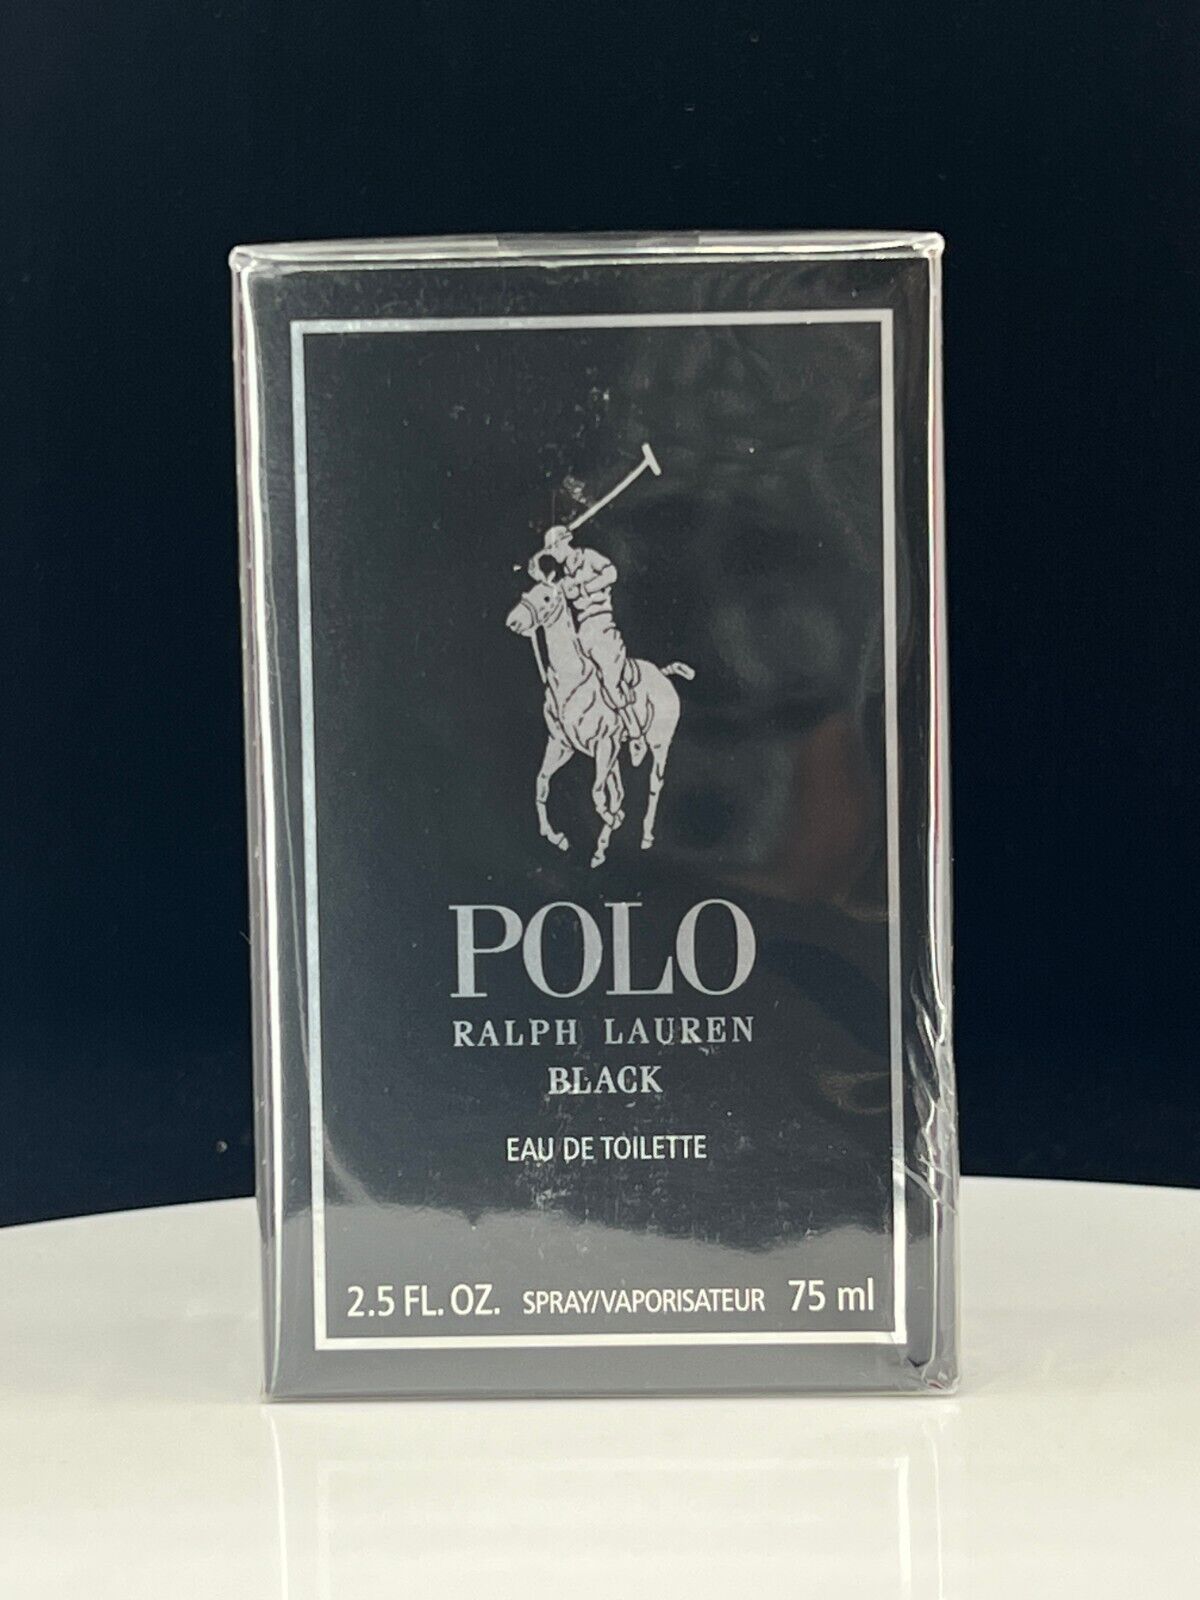 POLO
RALPH LAUREN
BLACK
EAU DE TOILETTE
2.5 FL. OZ. SPRAY/VAPORISATEUR 75 ml